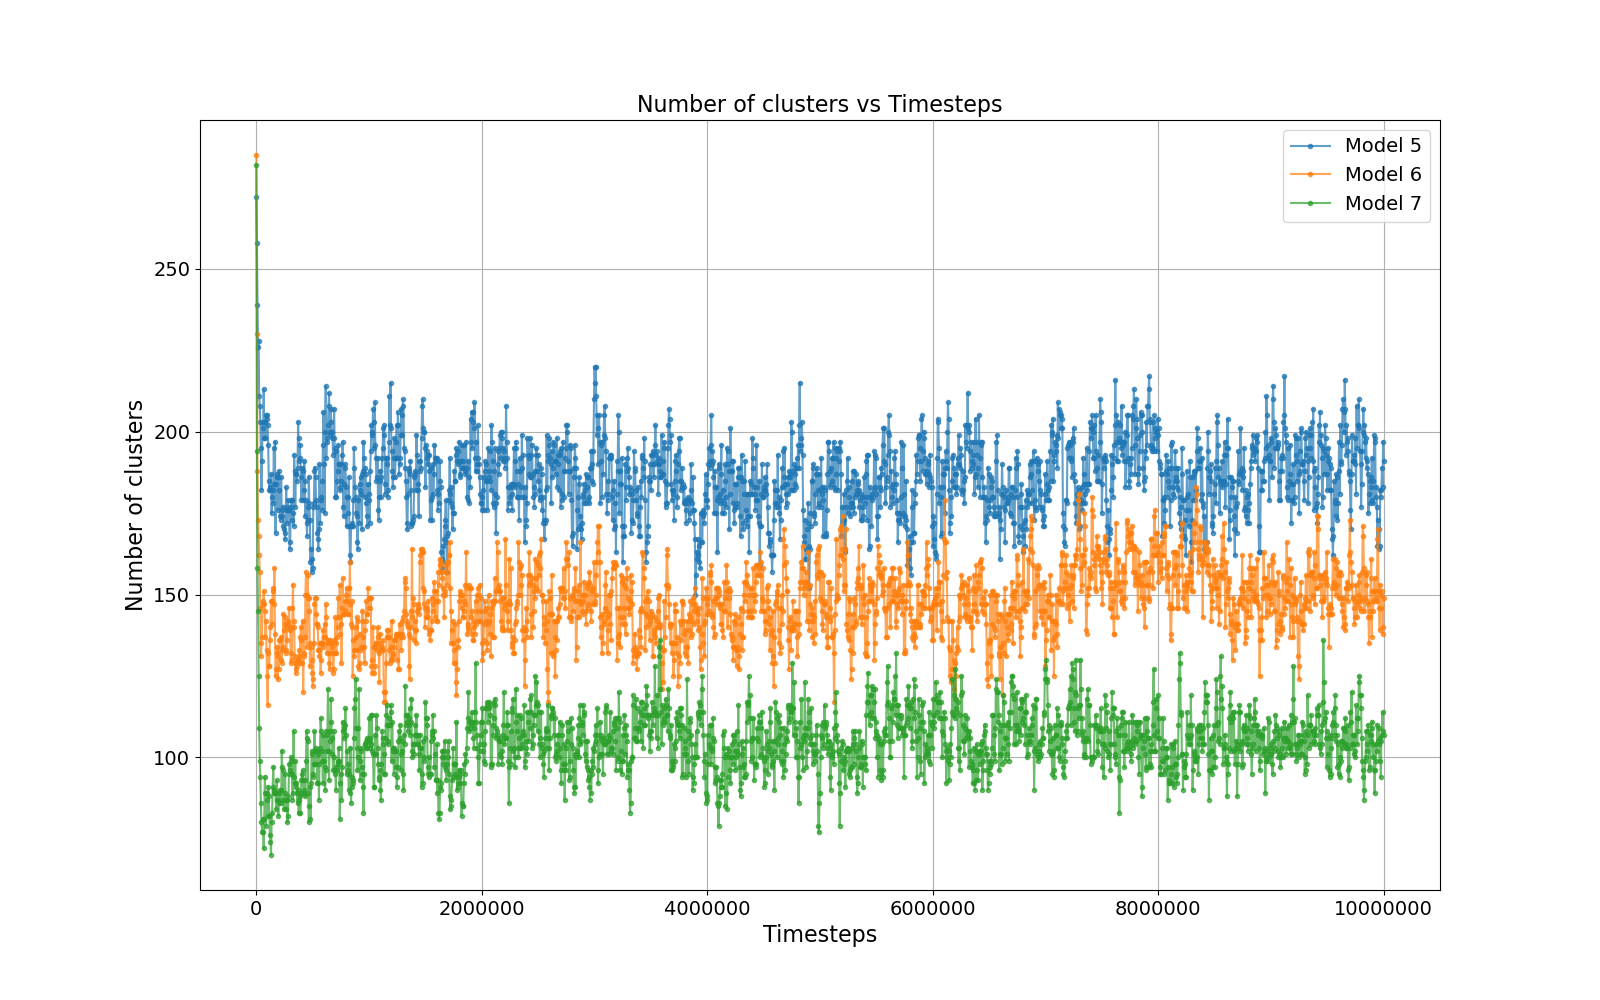 Number of clusters vs Timesteps
Model 5
Model 6
Model 7
Number of clusters
250
200
150
100
0 2000000 4000000 6000000 8000000 10000000
Timesteps